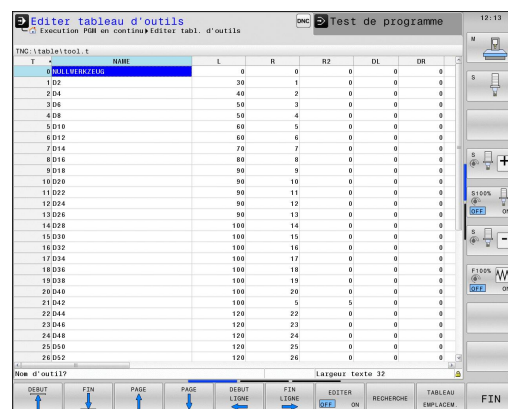 Editer tableau d'outils
Execution PGM en continu▸Editer tabl. d'outils
DNC
Test de programme
12:13
TNC:\table\tool.t
T NAME L R R2 DL DR
0 NULLWERKZEUG 0 0 0 0 0
1 D2 30 1 0 0 0
2 D4 40 2 0 0 0
3 D6 50 3 0 0 0
4 D8 50 4 0 0 0
5 D10 60 5 0 0 0
6 D12 60 6 0 0 0
7 D14 70 7 0 0 0
8 D16 80 8 0 0 0
9 D18 90 9 0 0 0
10 D20 90 10 0 0 0
11 D22 90 11 0 0 0
12 D24 90 12 0 0 0
13 D26 90 13 0 0 0
14 D28 100 14 0 0 0
15 D30 100 15 0 0 0
16 D32 100 16 0 0 0
17 D34 100 17 0 0 0
18 D36 100 18 0 0 0
19 D38 100 19 0 0 0
20 D40 100 20 0 0 0
21 D42 100 5 5 0 0
22 D44 120 22 0 0 0
23 D46 120 23 0 0 0
24 D48 120 24 0 0 0
25 D50 120 25 0 0 0
26 D52 120 26 0 0 0
Nom d'outil?
Largeur texte 32
M
S
S
S100%
OFF ON
S
F100% W
OFF ON
DEBUT
FIN
PAGE
PAGE
DEBUT LIGNE
FIN LIGNE
EDITER
OFF ON
RECHERCHE
TABLEAU EMPLACEM.
FIN